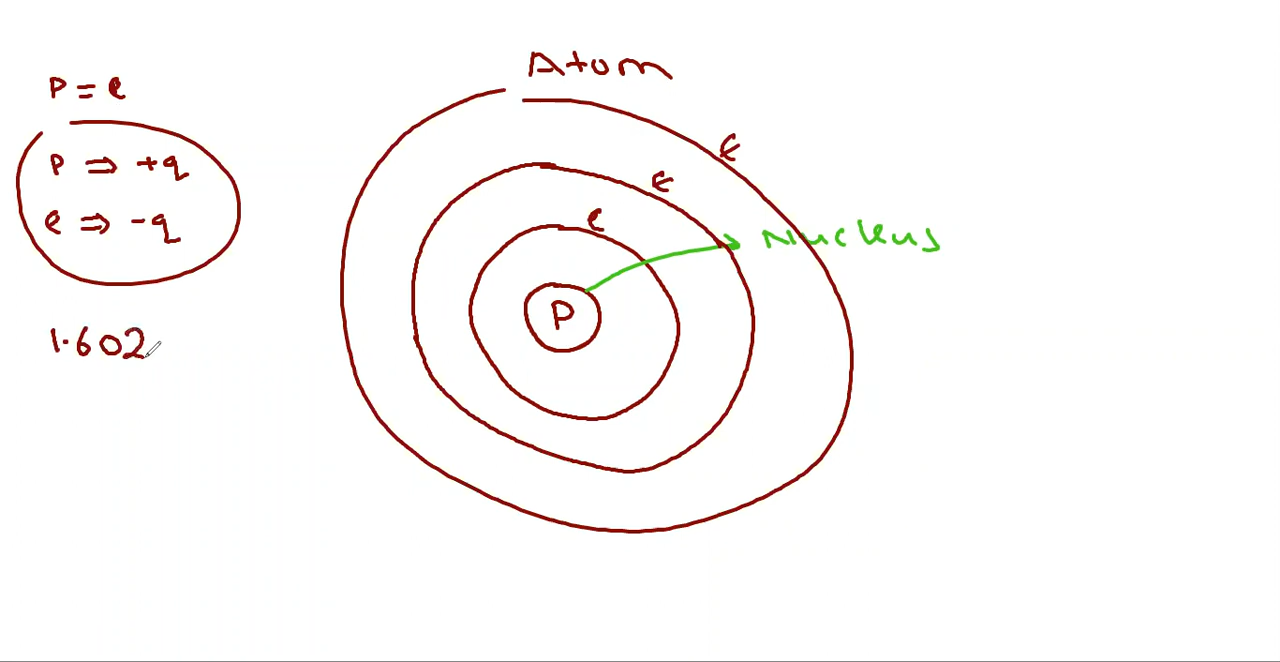 Atom
P = e
P ⇒ +q
e ⇒ -q
1.602
e
e
e
Nucleus
P